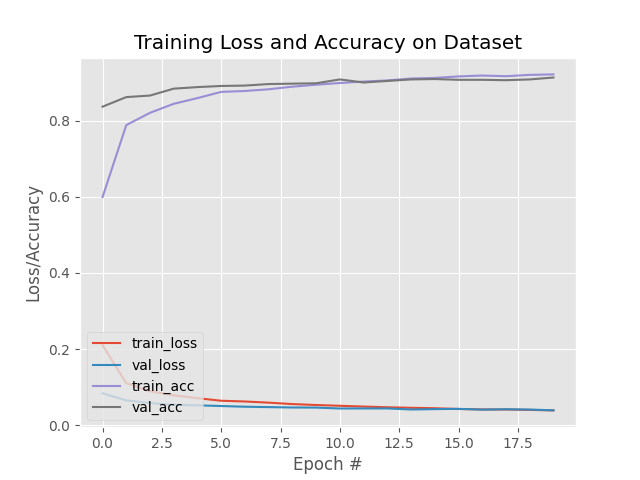 Training Loss and Accuracy on Dataset
Loss/Accuracy
0.8
0.6
0.4
0.2
0.0
train_loss
val_loss
train_acc
val_acc
0.0 2.5 5.0 7.5 10.0 12.5 15.0 17.5
Epoch #